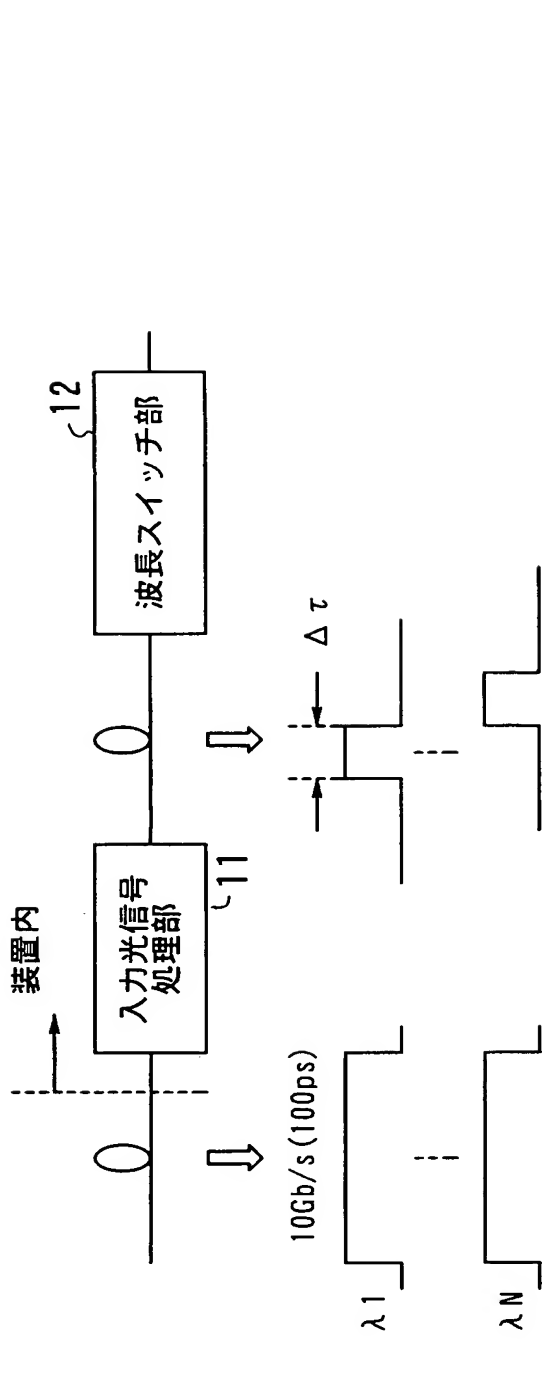 装置内
入力光信号
処理部
11
波長スイッチ部
12
10Gb/s(100ps)
Δτ
λ1
λN